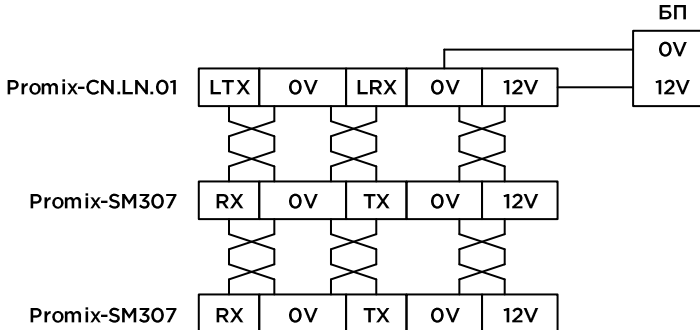 БП
0V
Promix-CN.LN.01 LTX 0V LRX 0V 12V 12V
Promix-SM307 RX 0V TX 0V 12V
Promix-SM307 RX 0V TX 0V 12V